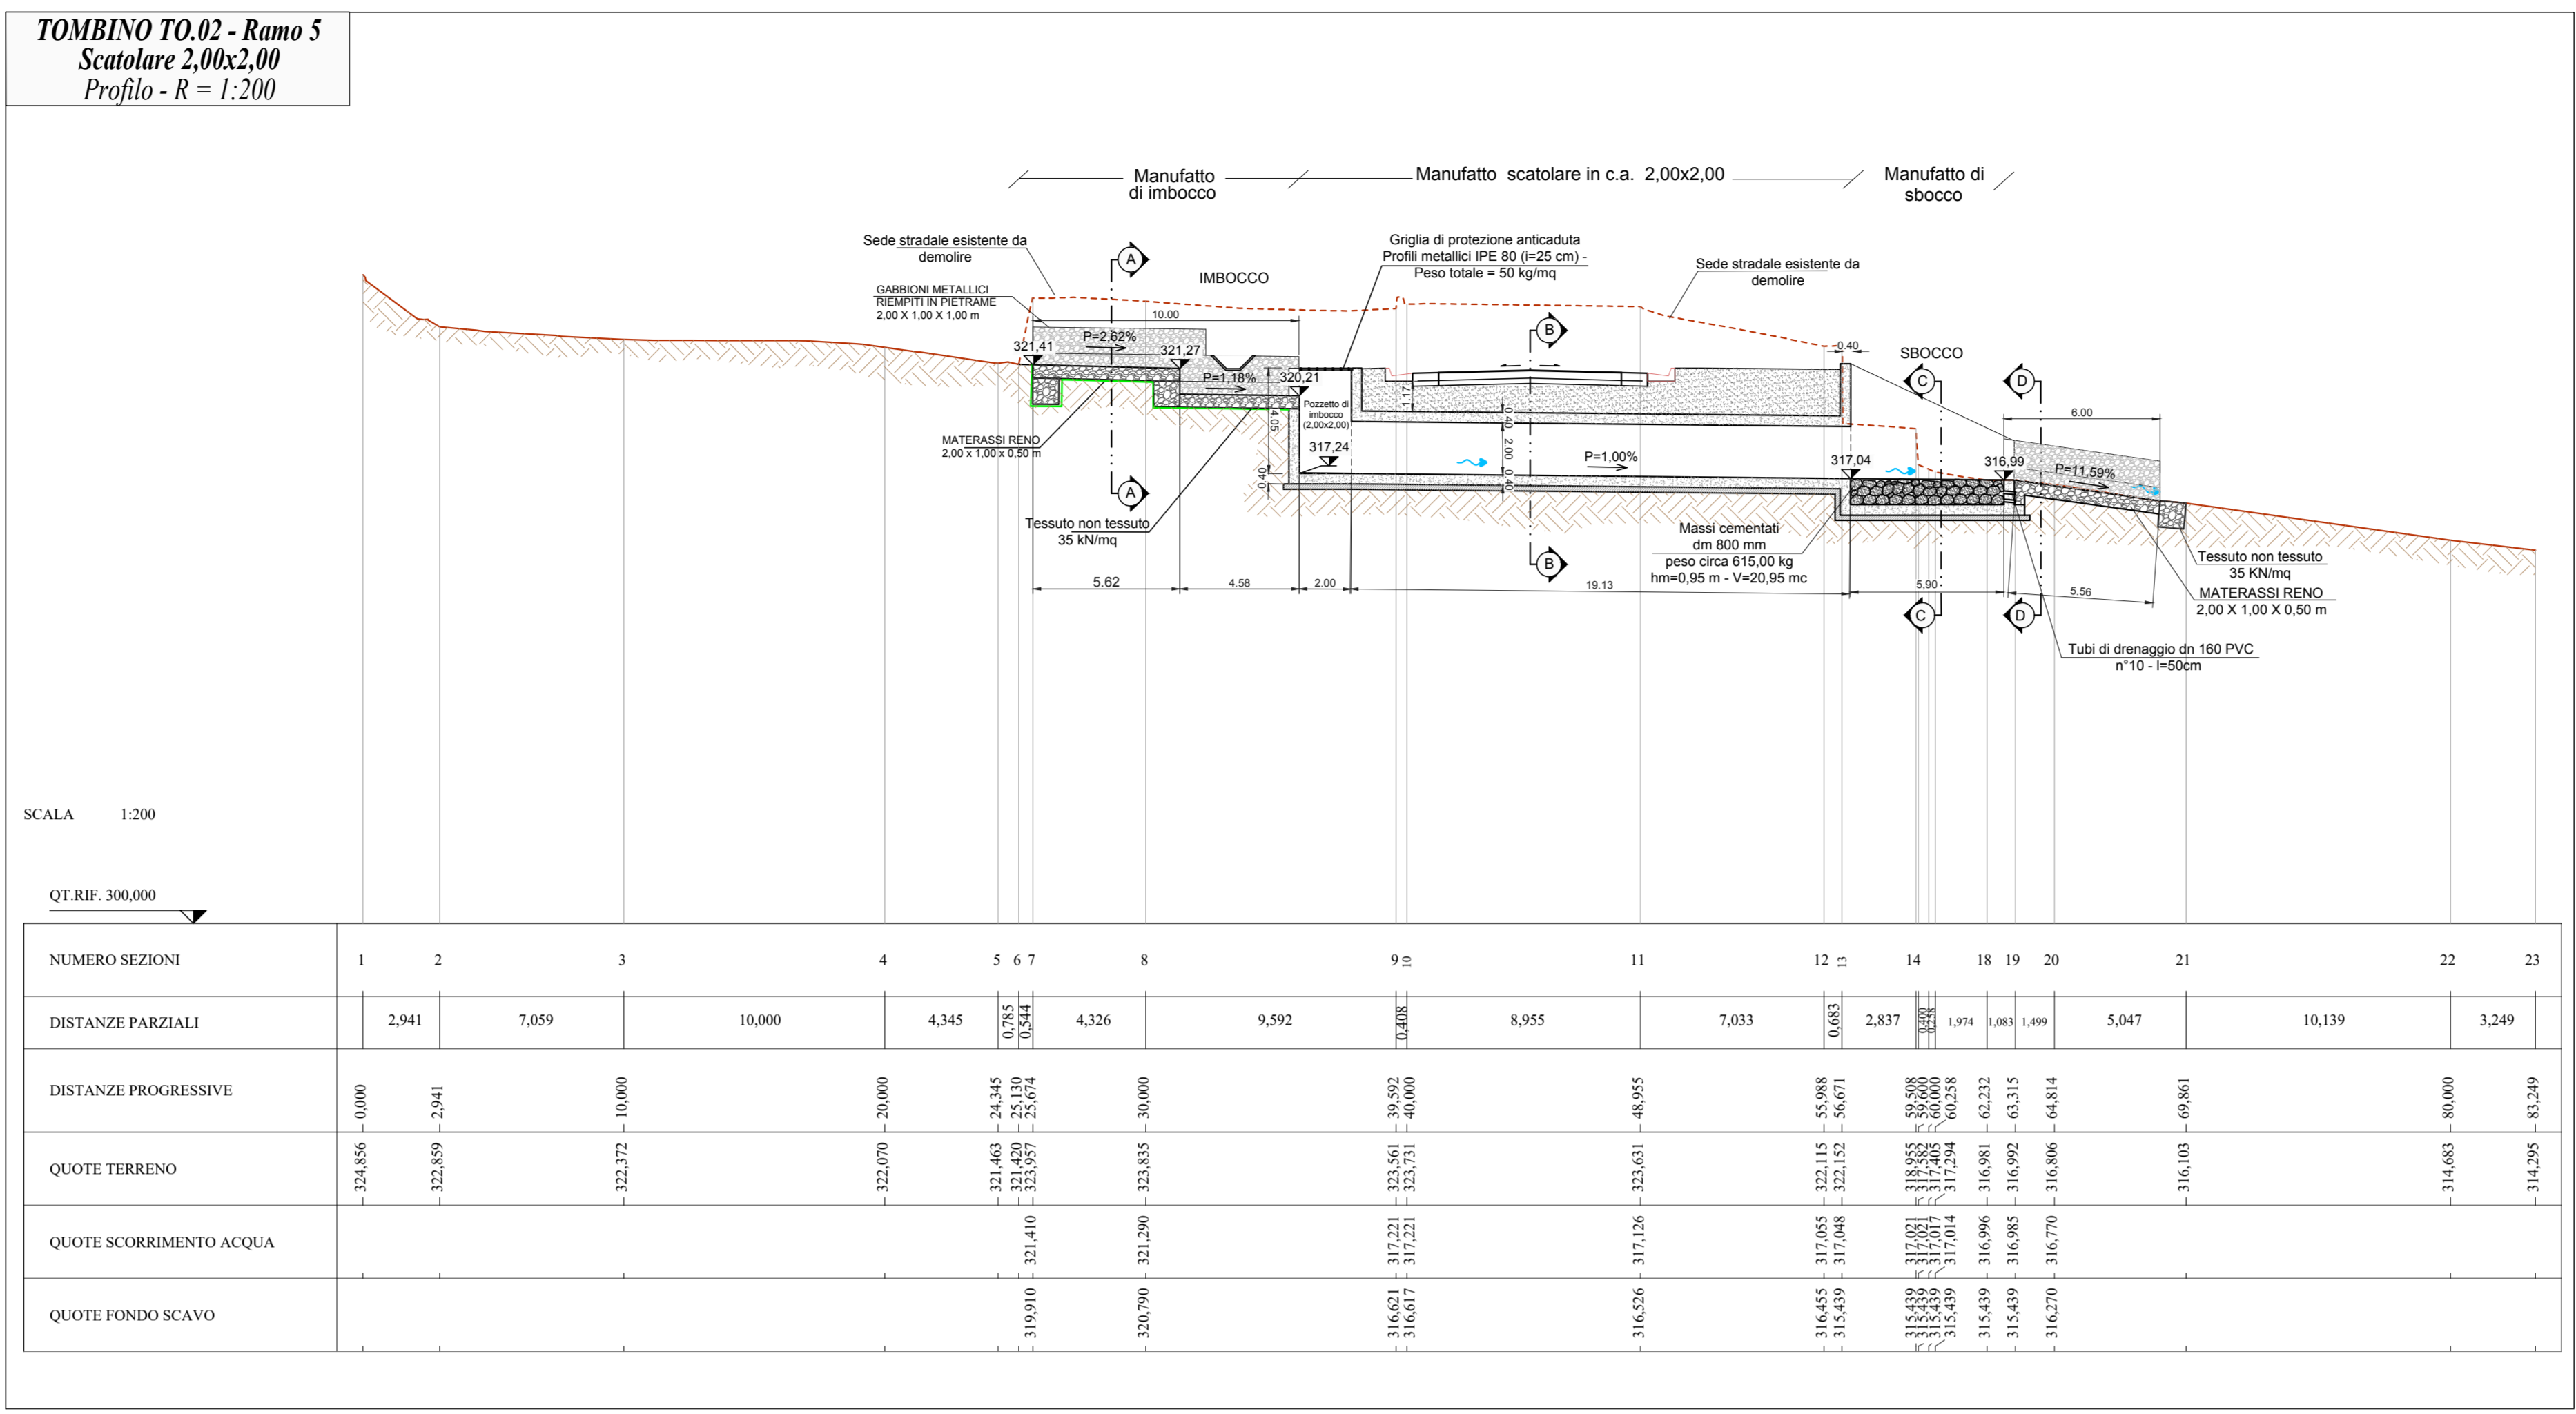 TOMBINO TO.02 - Ramo 5
Scatolare 2,00x2,00
Profilo - R = 1:200
Manufatto
di imbocco
Manufatto scatolare in c.a. 2,00x2,00
Manufatto di
sbocco
Sede stradale esistente da
demolire
A
IMBOCCO
Griglia di protezione anticaduta
Profili metallici IPE 80 (i=25 cm) -
Peso totale = 50 kg/mq
Sede stradale esistente da
demolire
GABBIONI METALLICI
RIEMPITI IN PIETRAME
2,00 X 1,00 X 1,00 m
10.00
B
0.40
SBOCCO
P=2,62%
321,41
321,27
P=1,18%
320,21
1.17
C
D
6.00
Pozzetto di
imbocco
(2,00x2,00)
4.05
0.40
2.00
0.40
MATERASSI RENO
2,00 x 1,00 x 0,50 m
317,24
P=1,00%
317,04
316,99
P=11,59%
0.40
A
Tessuto non tessuto
35 kN/mq
Massi cementati
dm 800 mm
peso circa 615,00 kg
hm=0,95 m - V=20,95 mc
B
Tessuto non tessuto
35 KN/mq
MATERASSI RENO
2,00 X 1,00 X 0,50 m
5.62
4.58
2.00
19.13
5,90
5.56
C
D
Tubi di drenaggio dn 160 PVC
n°10 - l=50cm
SCALA 1:200
QT.RIF. 300,000
NUMERO SEZIONI 1 2 3 4 5 6 7 8 9 10 11 12 13 14 18 19 20 21 22 23
DISTANZE PARZIALI 2,941 7,059 10,000 4,345 0,785 0,544 4,326 9,592 0,408 8,955 7,033 0,683 2,837 0,400 0,258 1,974 1,083 1,499 5,047 10,139 3,249
DISTANZE PROGRESSIVE 0,000 2,941 10,000 20,000 24,345 25,130 25,674 30,000 39,592 40,000 48,955 55,988 56,671 59,508 59,600 60,000 60,258 62,232 63,315 64,814 69,861 80,000 83,249
QUOTE TERRENO 324,856 322,859 322,372 322,070 321,463 321,420 323,957 323,835 323,561 323,731 323,631 322,115 322,152 318,955 317,582 317,405 317,294 316,981 316,992 316,806 316,103 314,683 314,295
QUOTE SCORRIMENTO ACQUA 321,410 321,290 317,221 317,221 317,126 317,055 317,048 317,021 317,021 317,017 317,014 316,996 316,985 316,770
QUOTE FONDO SCAVO 319,910 320,790 316,621 316,617 316,526 316,455 315,439 315,439 315,439 315,439 315,439 315,439 315,439 316,270